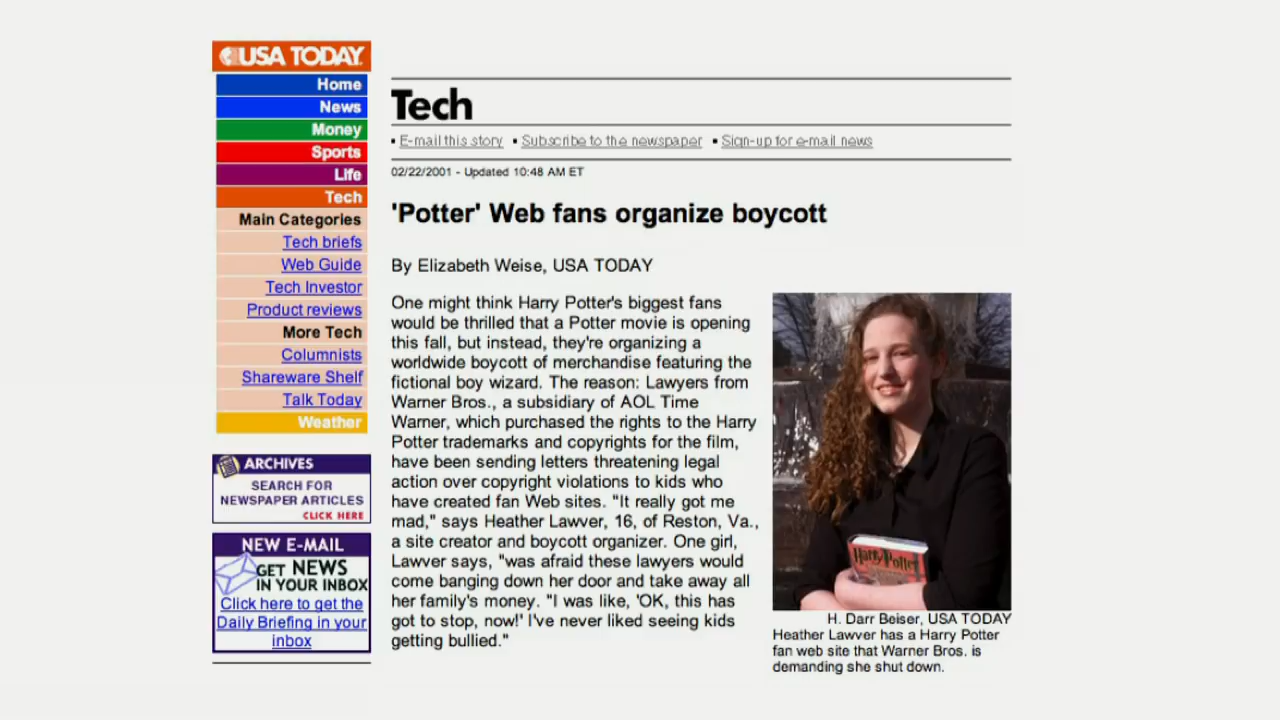 USA TODAY
Home
News
Money
Sports
Life
Tech
Main Categories
Tech briefs
Web Guide
Tech Investor
Product reviews
More Tech
Columnists
Shareware Shelf
Talk Today
Weather
ARCHIVES
SEARCH FOR
NEWSPAPER ARTICLES
CLICK HERE
NEW E-MAIL
GET NEWS
IN YOUR INBOX
Click here to get the
Daily Briefing in your
inbox
Tech
• E-mail this story • Subscribe to the newspaper • Sign-up for e-mail news
02/22/2001 - Updated 10:48 AM ET
'Potter' Web fans organize boycott
By Elizabeth Weise, USA TODAY
One might think Harry Potter's biggest fans
would be thrilled that a Potter movie is opening
this fall, but instead, they're organizing a
worldwide boycott of merchandise featuring the
fictional boy wizard. The reason: Lawyers from
Warner Bros., a subsidiary of AOL Time
Warner, which purchased the rights to the Harry
Potter trademarks and copyrights for the film,
have been sending letters threatening legal
action over copyright violations to kids who
have created fan Web sites. "It really got me
mad," says Heather Lawver, 16, of Reston, Va.,
a site creator and boycott organizer. One girl,
Lawver says, "was afraid these lawyers would
come banging down her door and take away all
her family's money. "I was like, 'OK, this has
got to stop, now!' I've never liked seeing kids
getting bullied."
Harry Potter
H. Darr Beiser, USA TODAY
Heather Lawver has a Harry Potter
fan web site that Warner Bros. is
demanding she shut down.